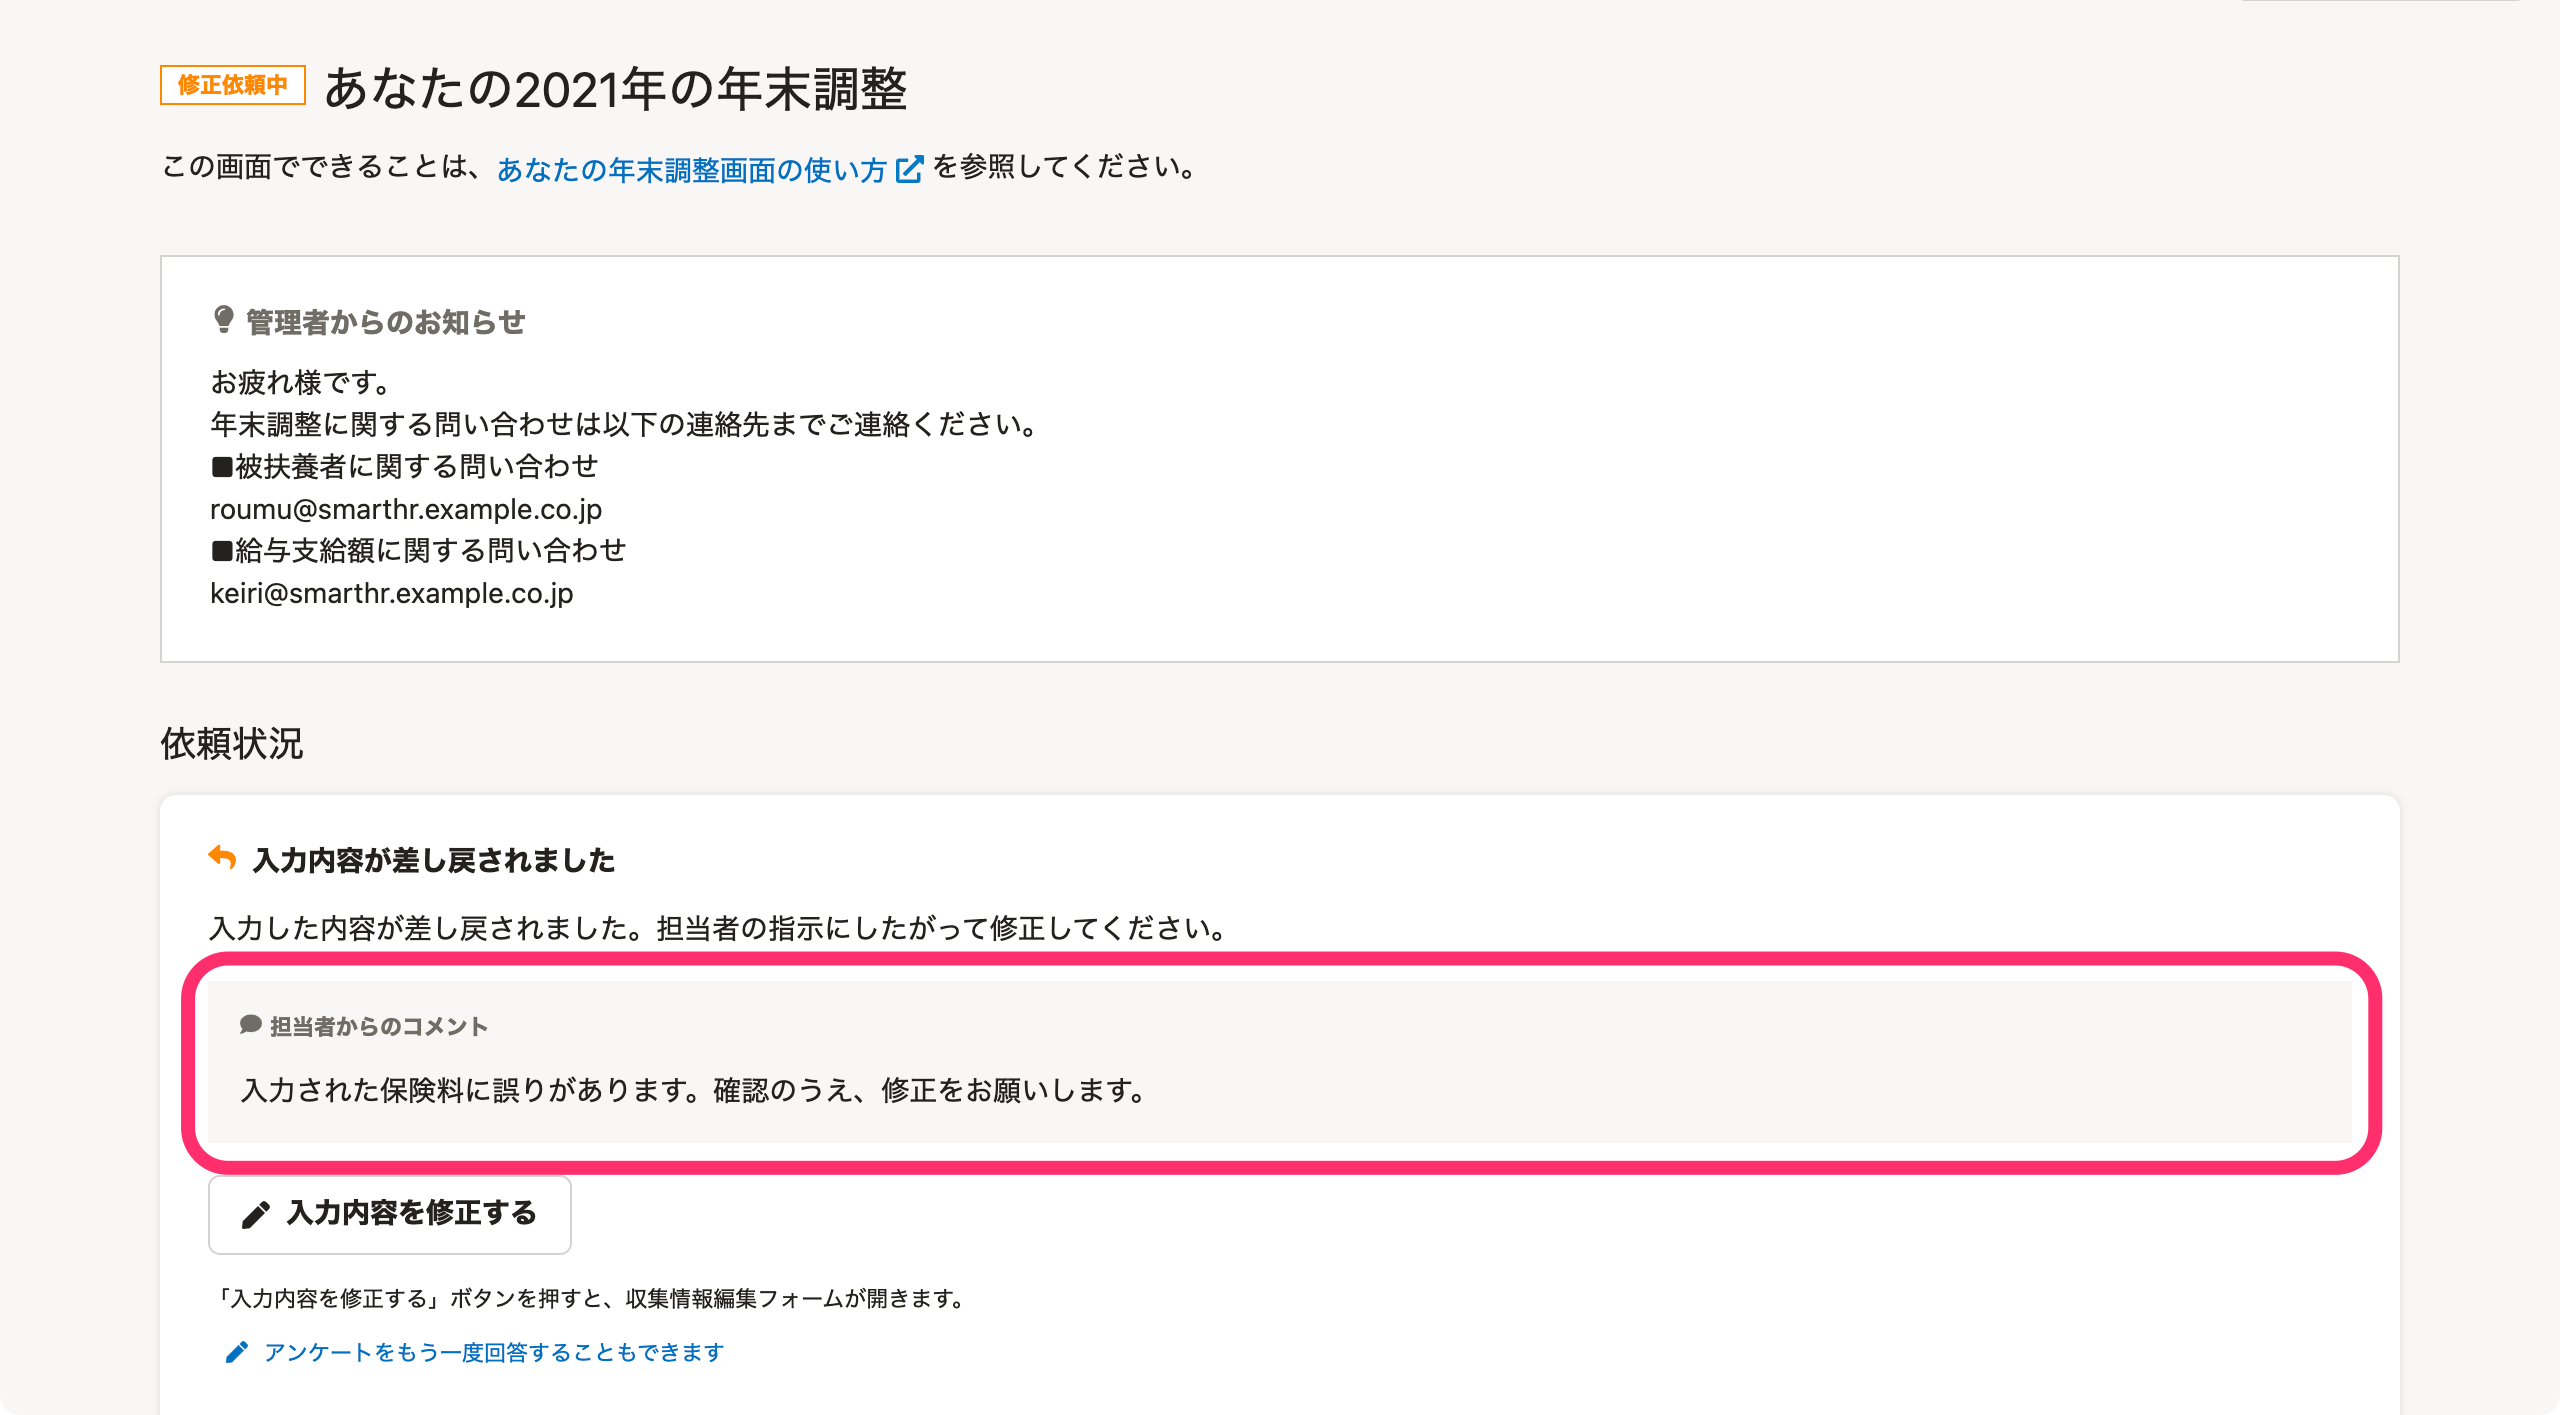 修正依頼中 あなたの2021年の年末調整
この画面でできることは、あなたの年末調整画面の使い方 を参照してください。
管理者からのお知らせ
お疲れ様です。
年末調整に関する問い合わせは以下の連絡先までご連絡ください。
■被扶養者に関する問い合わせ
roumu@smarthr.example.co.jp
■給与支給額に関する問い合わせ
keiri@smarthr.example.co.jp
依頼状況
入力内容が差し戻されました
入力した内容が差し戻されました。担当者の指示にしたがって修正してください。
担当者からのコメント
入力された保険料に誤りがあります。確認のうえ、修正をお願いします。
入力内容を修正する
「入力内容を修正する」ボタンを押すと、収集情報編集フォームが開きます。
アンケートをもう一度回答することもできます